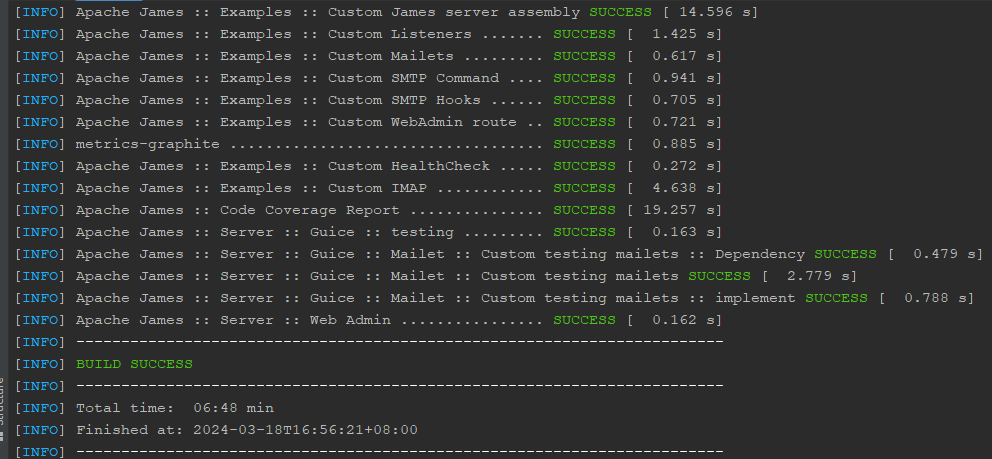 [INFO] Apache James :: Examples :: Custom James server assembly SUCCESS [ 14.596 s]
[INFO] Apache James :: Examples :: Custom Listeners ....... SUCCESS [  1.425 s]
[INFO] Apache James :: Examples :: Custom Mailets ......... SUCCESS [  0.617 s]
[INFO] Apache James :: Examples :: Custom SMTP Command .... SUCCESS [  0.941 s]
[INFO] Apache James :: Examples :: Custom SMTP Hooks ...... SUCCESS [  0.705 s]
[INFO] Apache James :: Examples :: Custom WebAdmin route .. SUCCESS [  0.721 s]
[INFO] metrics-graphite ................................... SUCCESS [  0.885 s]
[INFO] Apache James :: Examples :: Custom HealthCheck ..... SUCCESS [  0.272 s]
[INFO] Apache James :: Examples :: Custom IMAP ............ SUCCESS [  4.638 s]
[INFO] Apache James :: Code Coverage Report ............... SUCCESS [ 19.257 s]
[INFO] Apache James :: Server :: Guice :: testing ......... SUCCESS [  0.163 s]
[INFO] Apache James :: Server :: Guice :: Mailet :: Custom testing mailets :: Dependency SUCCESS [  0.479 s]
[INFO] Apache James :: Server :: Guice :: Mailet :: Custom testing mailets SUCCESS [  2.779 s]
[INFO] Apache James :: Server :: Guice :: Mailet :: Custom testing mailets :: implement SUCCESS [  0.788 s]
[INFO] Apache James :: Server :: Web Admin ................ SUCCESS [  0.162 s]
[INFO] ------------------------------------------------------------------------
[INFO] BUILD SUCCESS
[INFO] ------------------------------------------------------------------------
[INFO] Total time:  06:48 min
[INFO] Finished at: 2024-03-18T16:56:21+08:00
[INFO] ------------------------------------------------------------------------